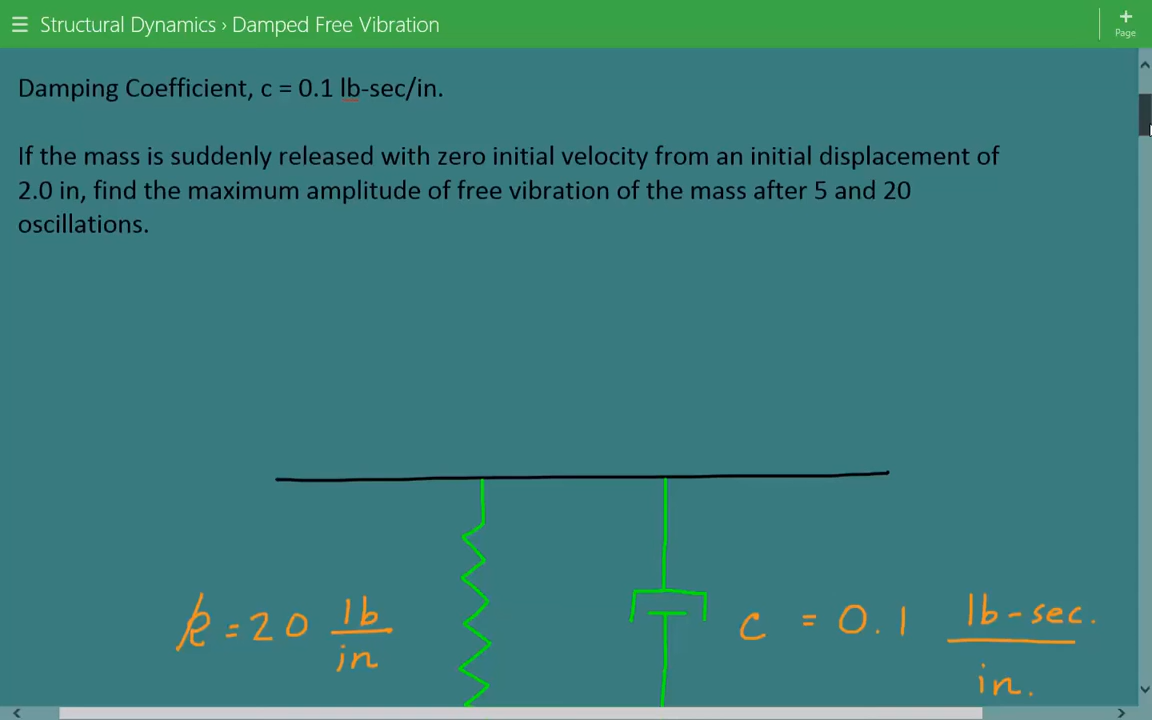 Structural Dynamics › Damped Free Vibration
Page
Damping Coefficient, c = 0.1 lb-sec/in.
If the mass is suddenly released with zero initial velocity from an initial displacement of
2.0 in, find the maximum amplitude of free vibration of the mass after 5 and 20
oscillations.
k = 20 lb/in
c = 0.1 lb-sec./in.